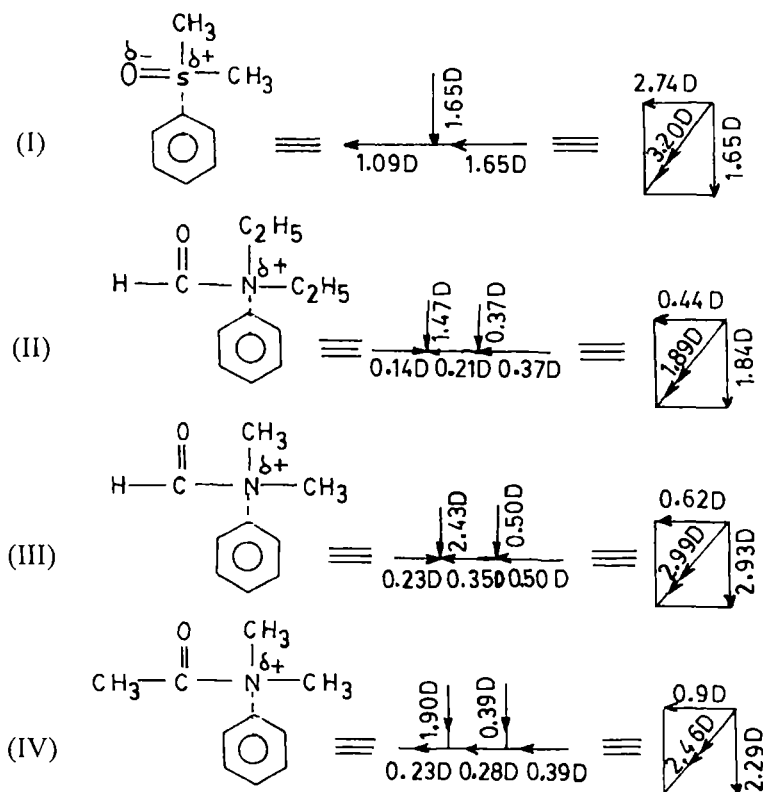 CH₃
δ- δ+
O=S-CH₃
(I) ≡ 1.65D ≡ 2.74D
1.09D 1.65D 3.20D 1.65D
O C₂H₅
δ+
H-C-N-C₂H₅
(II) ≡ 1.47D 0.37D ≡ 0.44D
0.14D 0.21D 0.37D 1.89D 1.84D
O CH₃
δ+
H-C-N-CH₃
(III) ≡ 2.43D 0.50D ≡ 0.62D
0.23D 0.35D 0.50D 2.99D 2.93D
O CH₃
δ+
CH₃-C-N-CH₃
(IV) ≡ 1.90D 0.39D ≡ 0.9D
0.23D 0.28D 0.39D 2.46D 2.29D